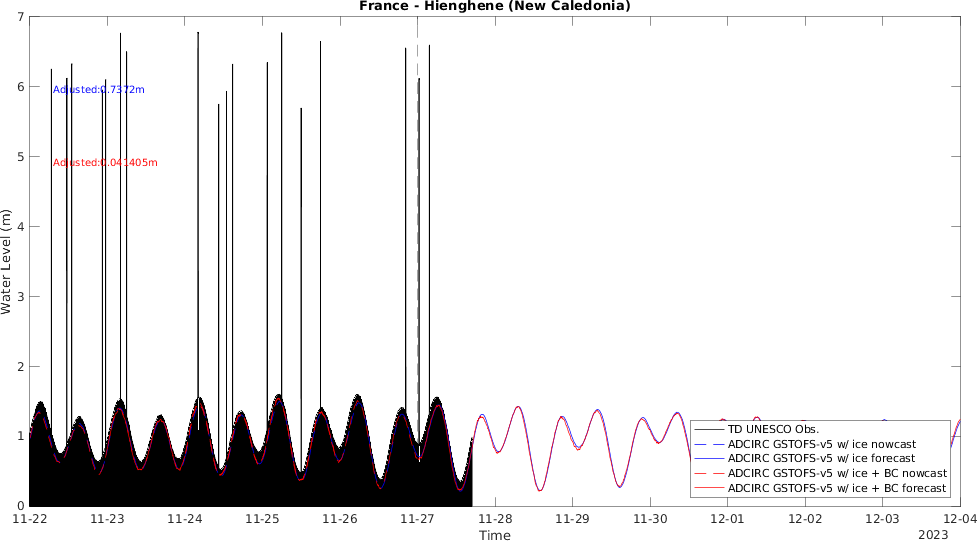 France - Hienghene (New Caledonia)
7
6
5
4
3
2
1
0
Water Level (m)
Adjusted:0.7372m
Adjusted:0.041405m
TD UNESCO Obs.
ADCIRC GSTOFS-v5 w/ ice nowcast
ADCIRC GSTOFS-v5 w/ ice forecast
ADCIRC GSTOFS-v5 w/ ice + BC nowcast
ADCIRC GSTOFS-v5 w/ ice + BC forecast
11-22 11-23 11-24 11-25 11-26 11-27 11-28 11-29 11-30 12-01 12-02 12-03 12-04
Time
2023